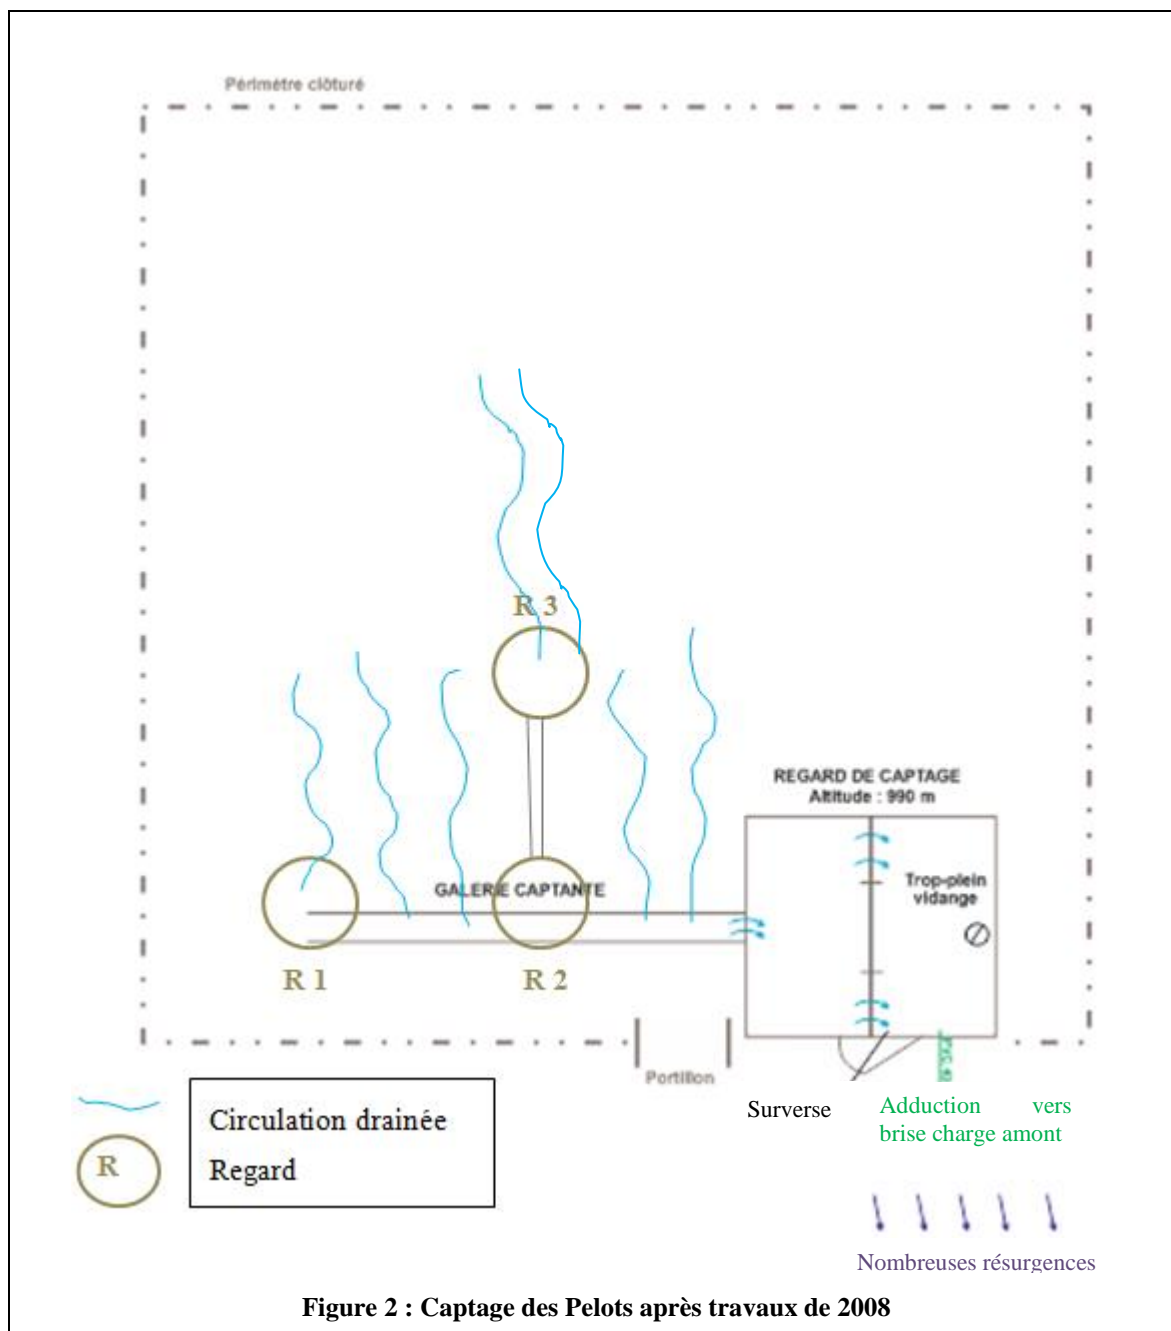 Périmètre clôturé
R 3
REGARD DE CAPTAGE
Altitude : 990 m
Trop-plein
vidange
GALERIE CAPTANTE
R 1
R 2
Portillon
Surverse
Adduction vers
brise charge amont
Circulation drainée
R
Regard
Nombreuses résurgences
Figure 2 : Captage des Pelots après travaux de 2008